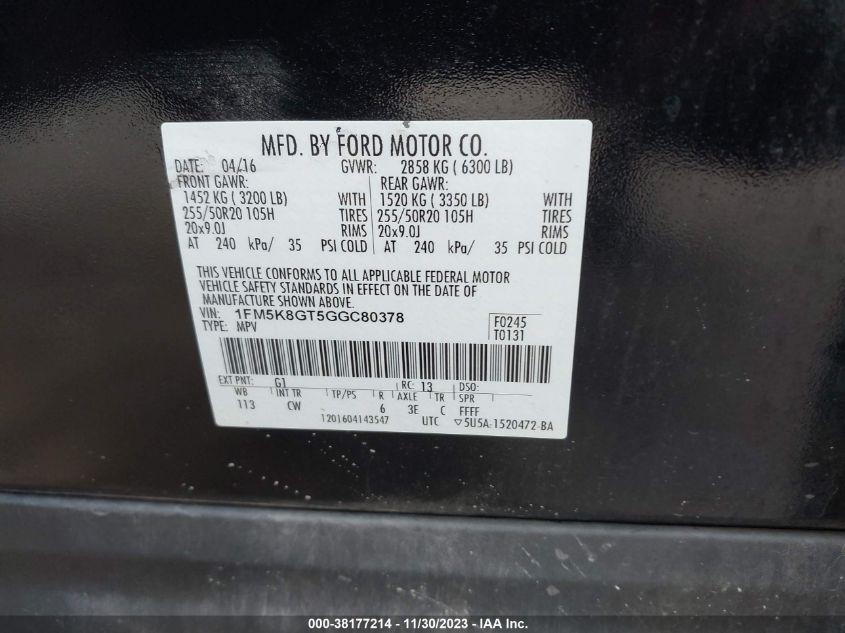 MFD. BY FORD MOTOR CO.
DATE: 04/16 GVWR: 2858 KG ( 6300 LB)
FRONT GAWR: REAR GAWR:
1452 KG ( 3200 LB) WITH 1520 KG ( 3350 LB) WITH
255/50R20 105H TIRES 255/50R20 105H TIRES
20x9.0J RIMS 20x9.0J RIMS
AT 240 kPa/ 35 PSI COLD AT 240 kPa/ 35 PSI COLD
THIS VEHICLE CONFORMS TO ALL APPLICABLE FEDERAL MOTOR
VEHICLE SAFETY STANDARDS IN EFFECT ON THE DATE OF
MANUFACTURE SHOWN ABOVE.
VIN: 1FM5K8GT5GGC80378 F0245
TYPE: MPV T0131
EXT PNT: G1 RC: 13 DSO:
WB INT TR TP/PS R AXLE TR SPR
113 CW 6 3E C FFFF
1201604143547 UTC ▽5U5A-1520472-BA
000-38177214 - 11/30/2023 - IAA Inc.